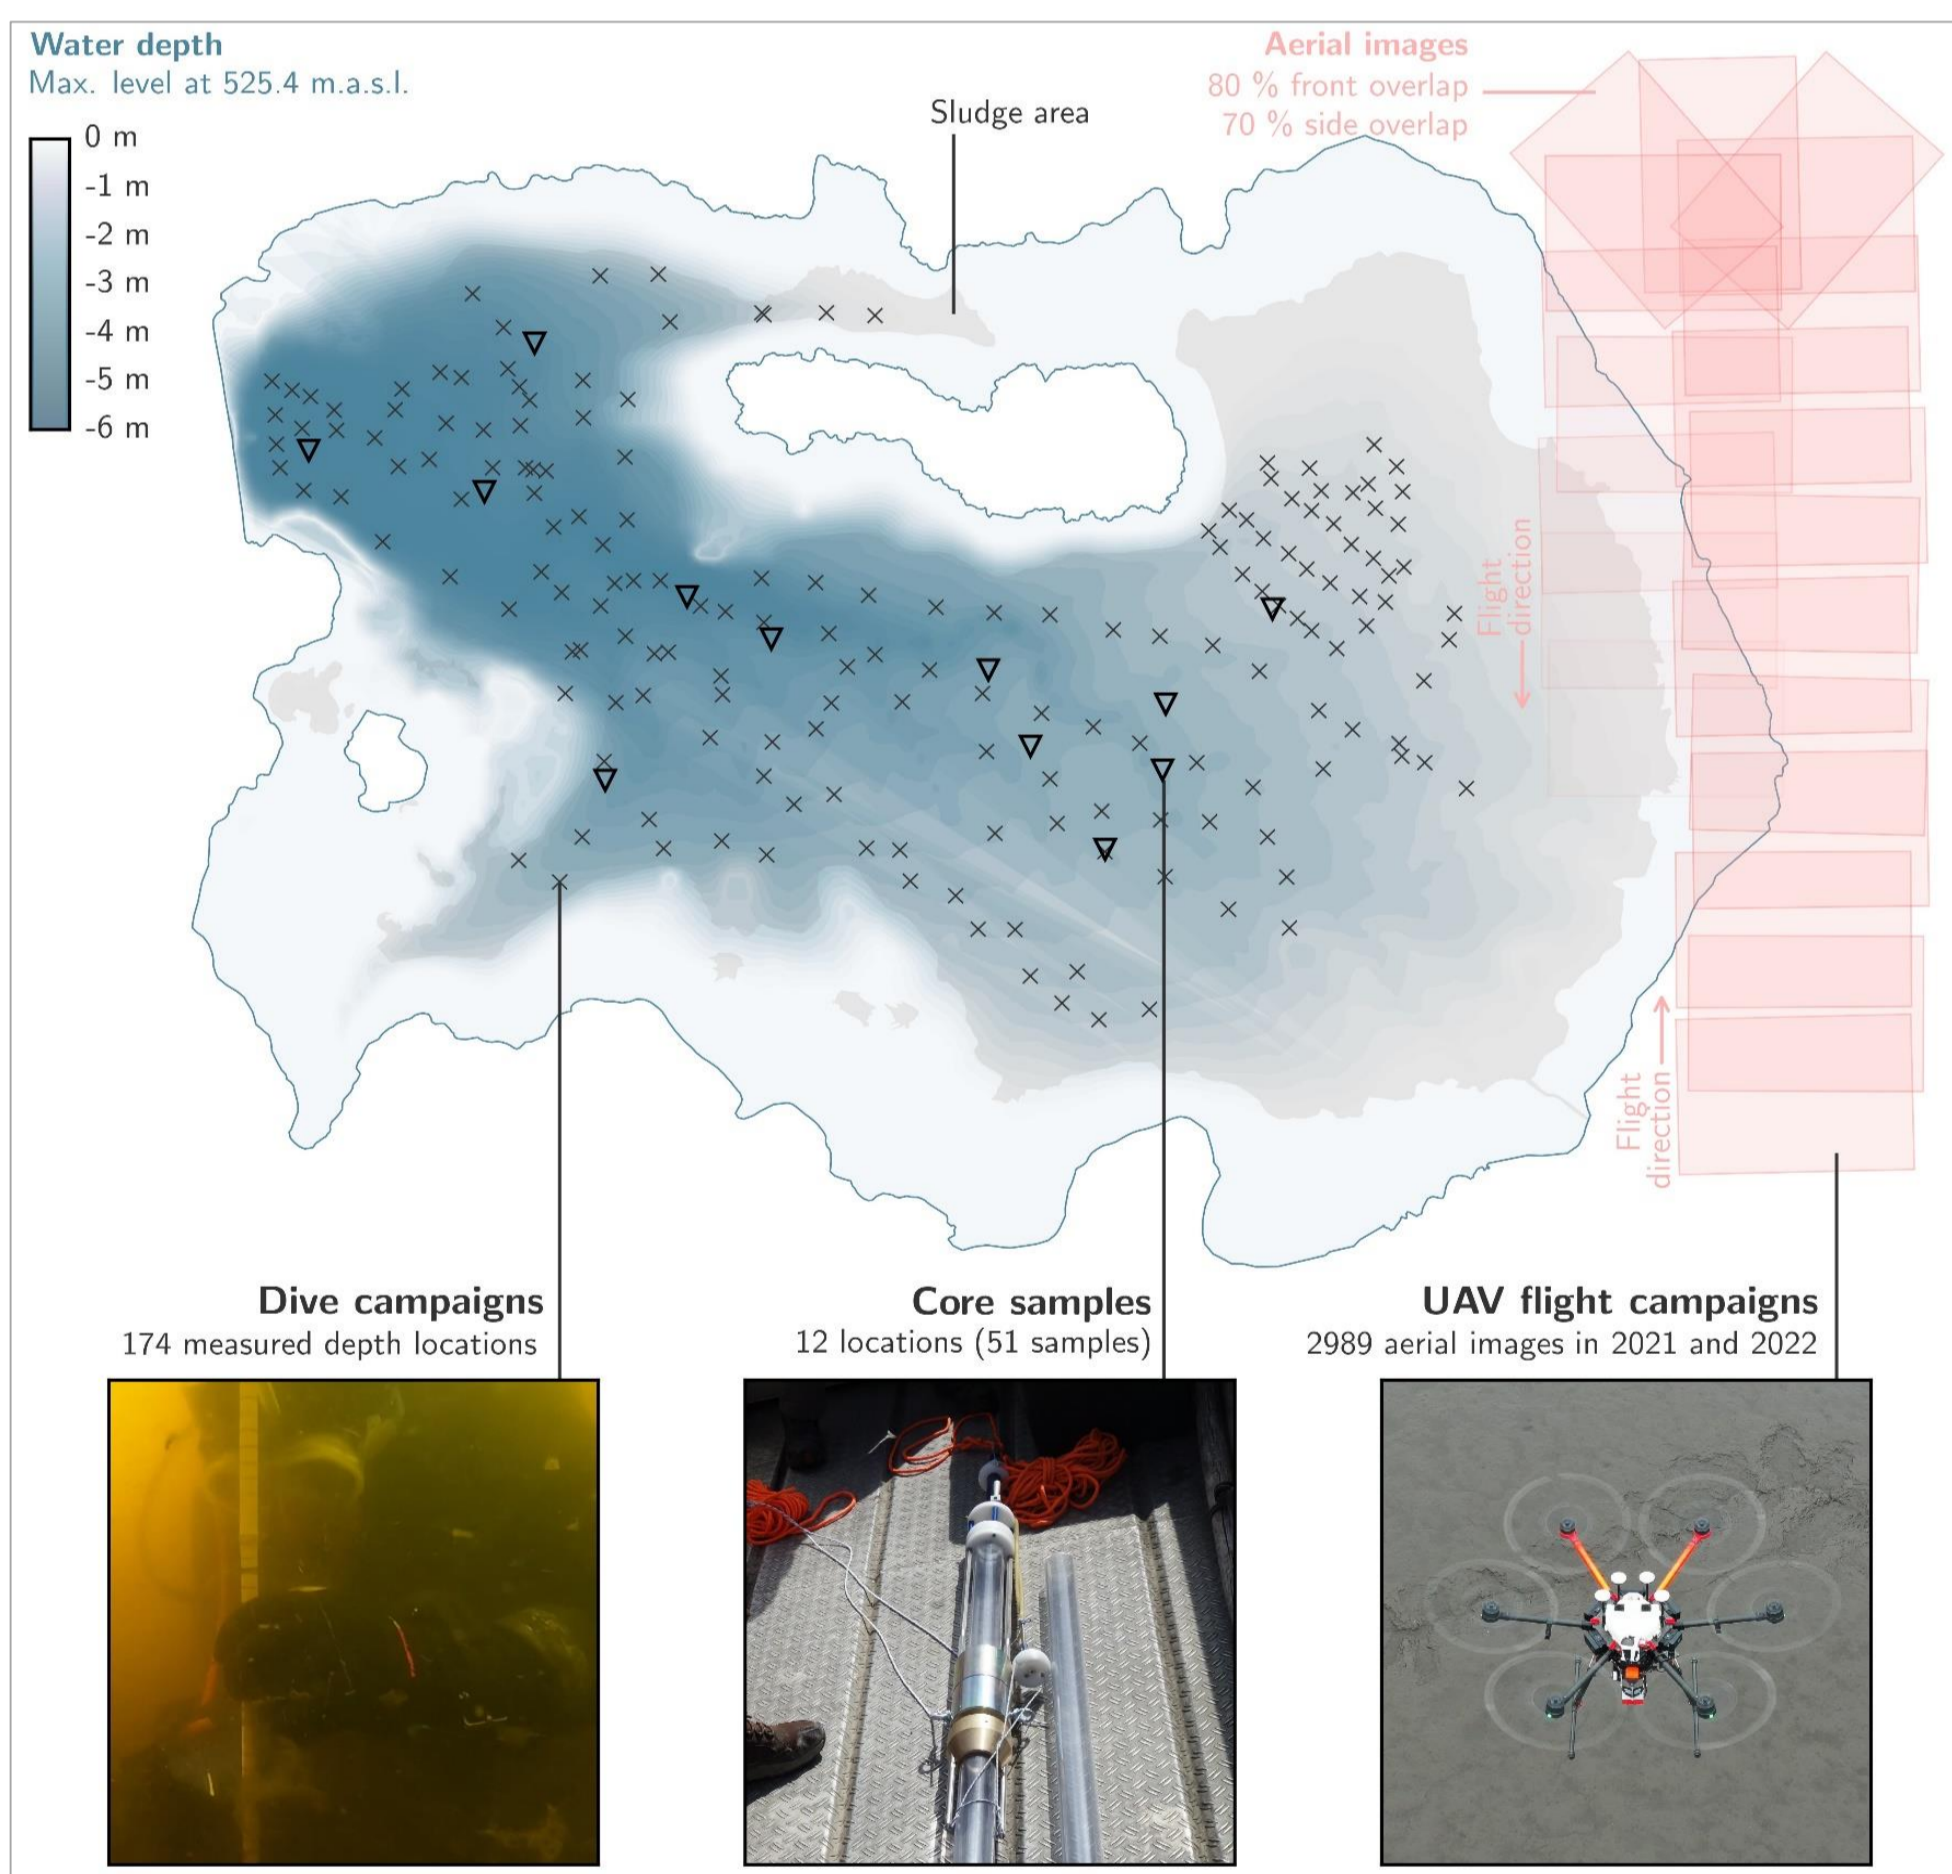 Water depth
Max. level at 525.4 m.a.s.l.
0 m
-1 m
-2 m
-3 m
-4 m
-5 m
-6 m
Sludge area
Aerial images
80 % front overlap
70 % side overlap
Flight
direction
Flight
direction
Dive campaigns
174 measured depth locations
Core samples
12 locations (51 samples)
UAV flight campaigns
2989 aerial images in 2021 and 2022